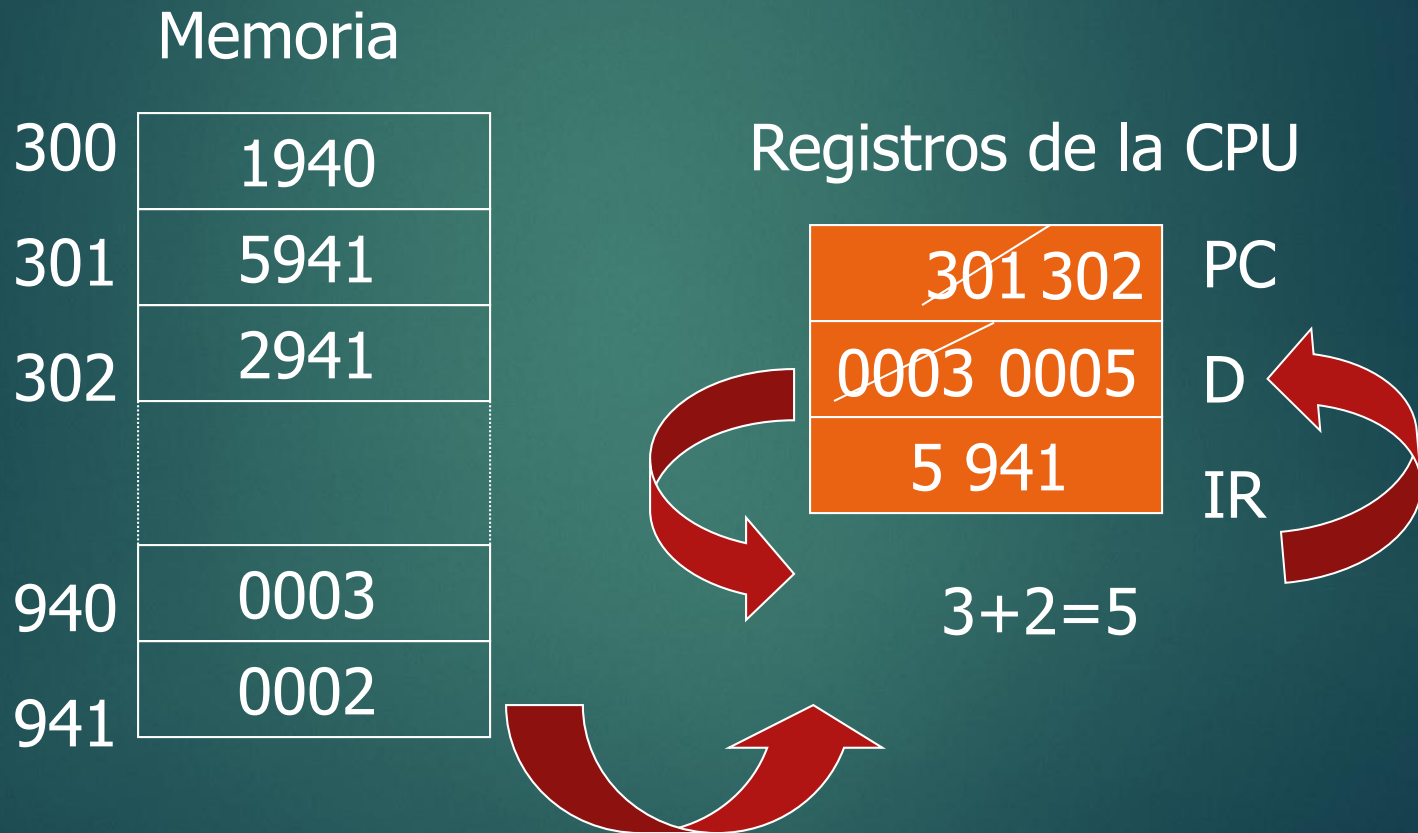 Memoria
300 1940
301 5941
302 2941
940 0003
941 0002
Registros de la CPU
301 302 PC
0003 0005 D
5 941 IR
3+2=5